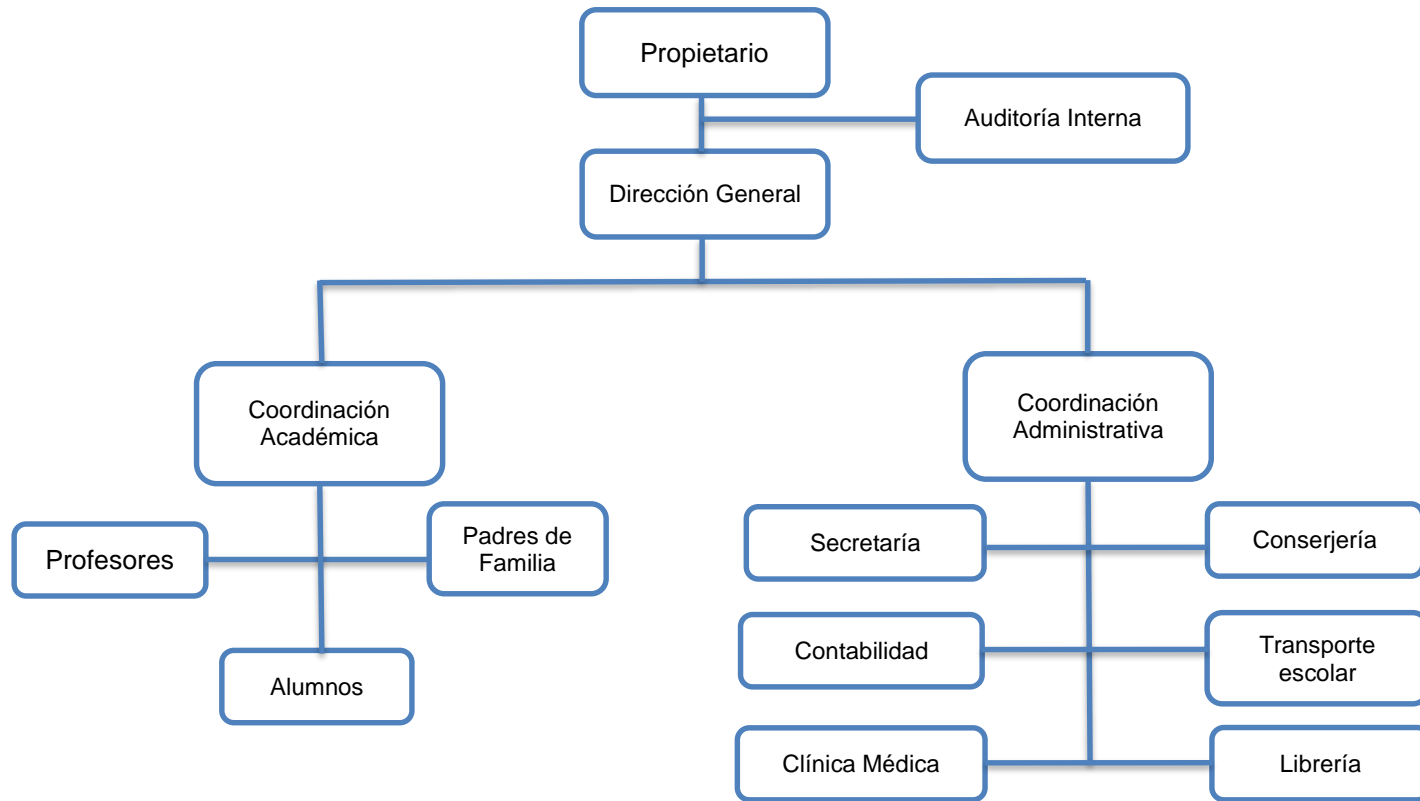 Propietario
Auditoría Interna
Dirección General
Coordinación
Académica
Coordinación
Administrativa
Profesores
Padres de
Familia
Alumnos
Secretaría
Conserjería
Contabilidad
Transporte
escolar
Clínica Médica
Librería